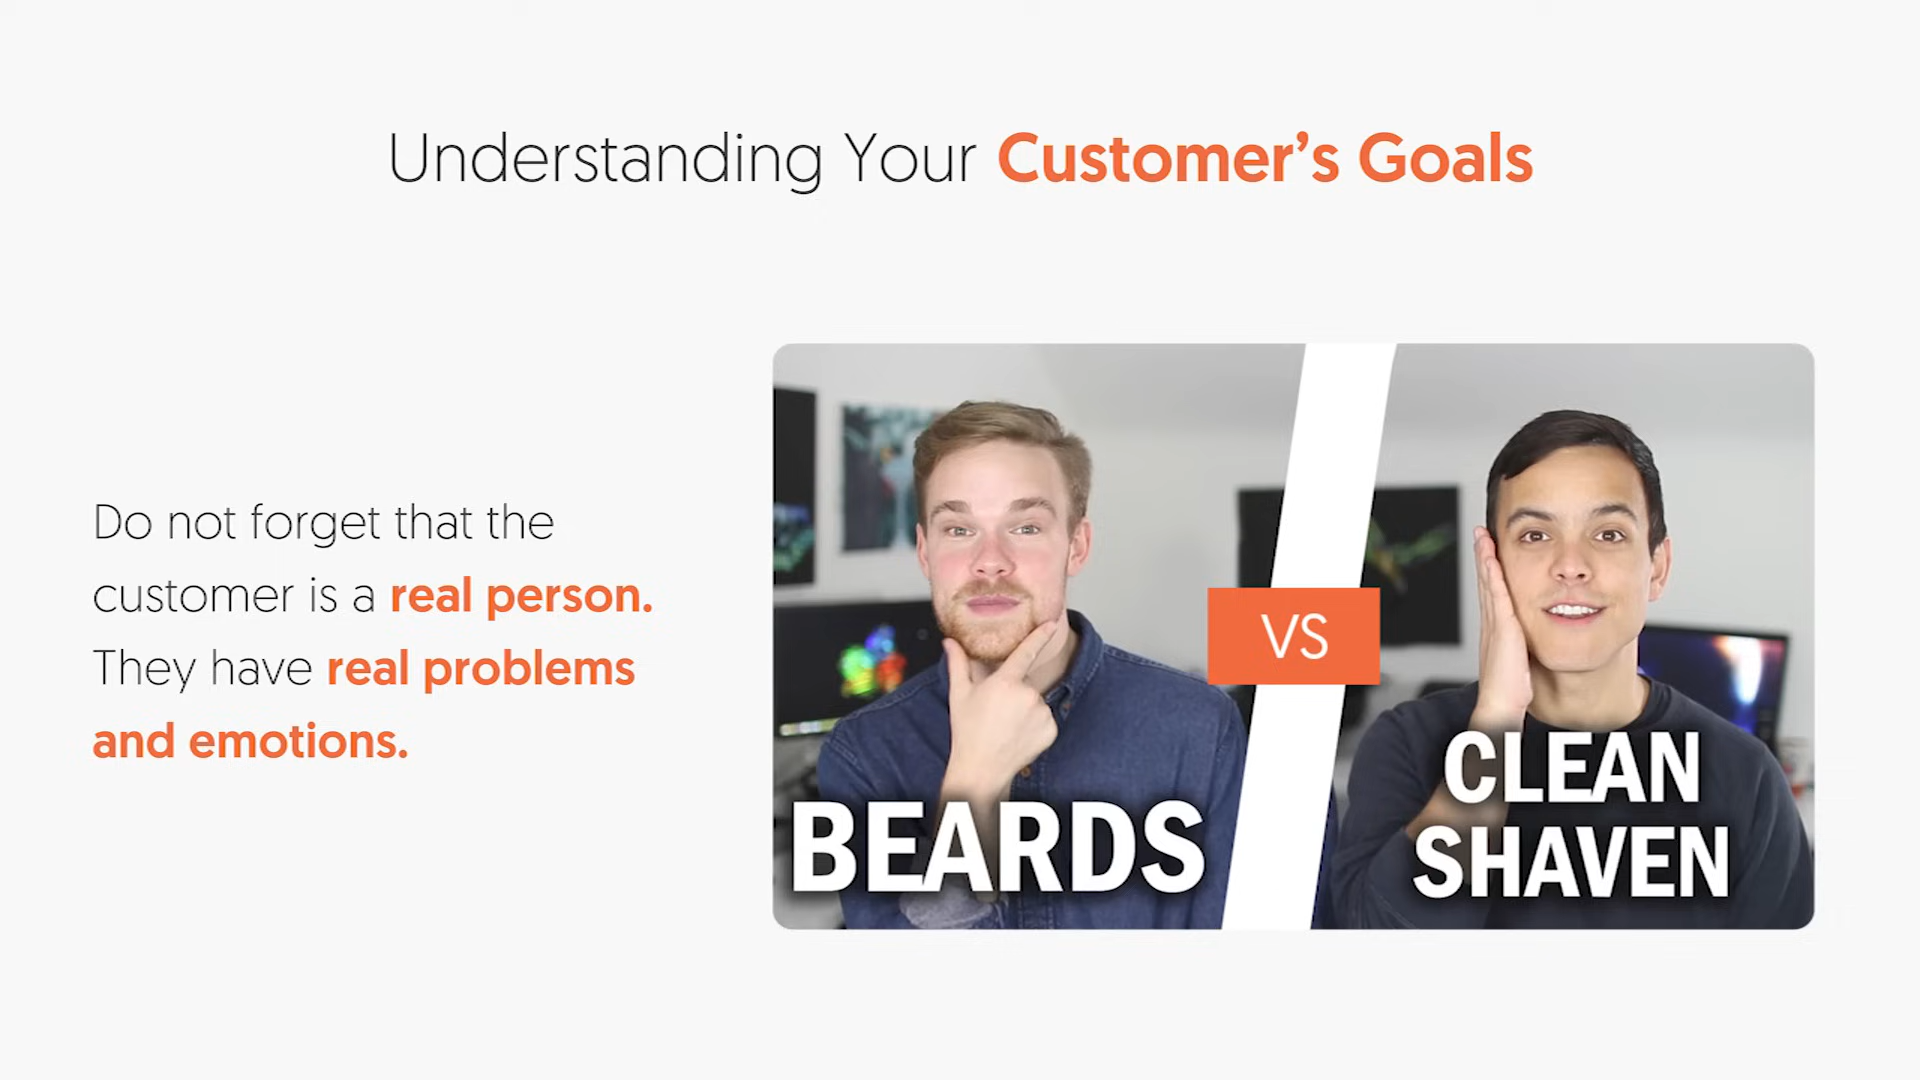 Understanding Your Customer’s Goals
Do not forget that the
customer is a real person.
They have real problems
and emotions.
BEARDS
VS
CLEAN
SHAVEN